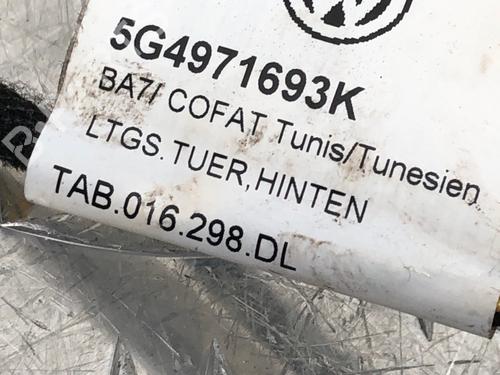 5G4971693K
BA7/ COFAT Tunis/Tunesien
LTGS.TUER,HINTEN
TAB.016.298.DL